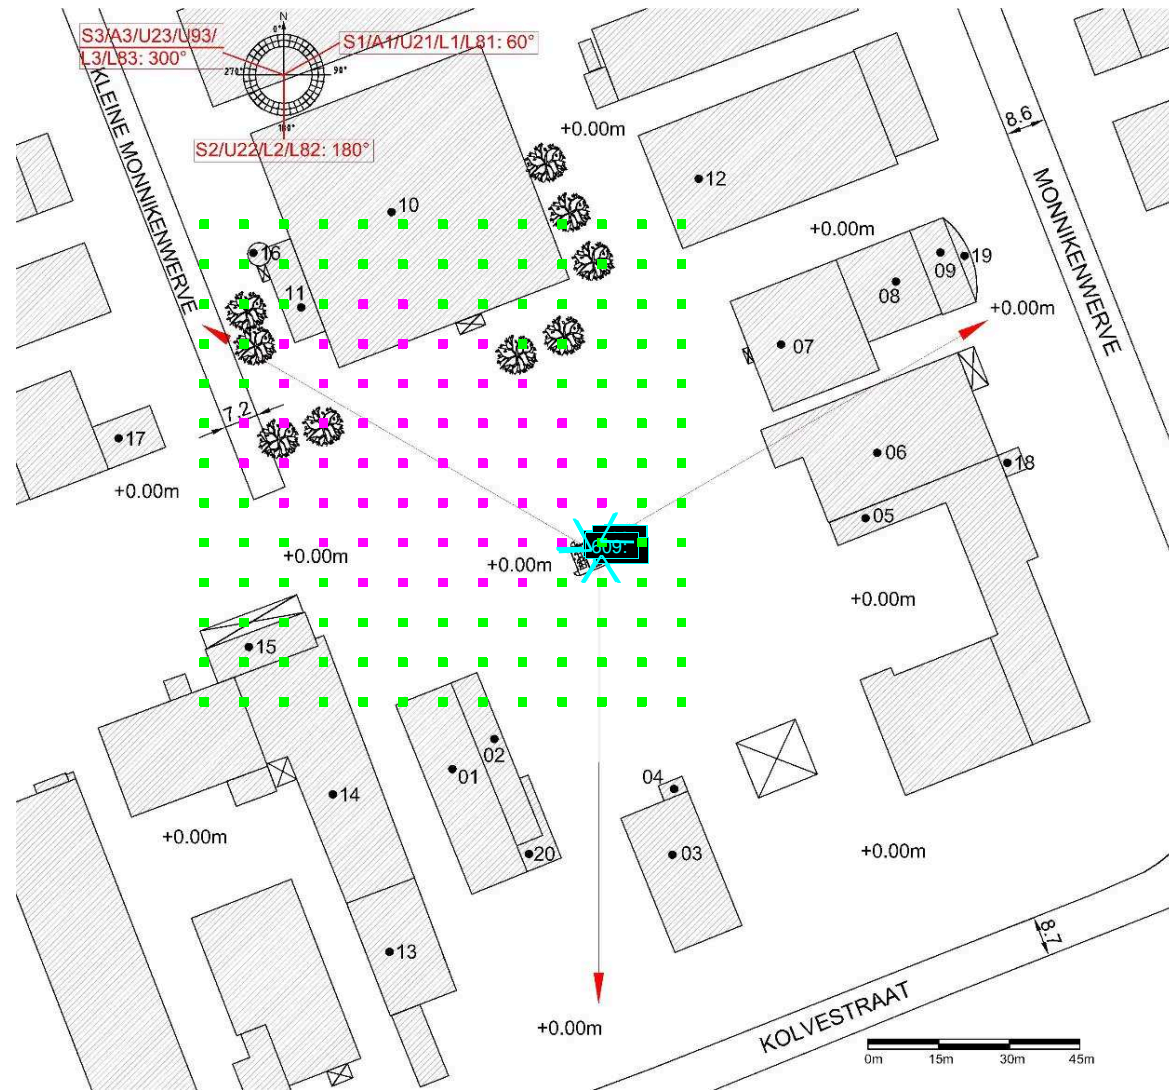 S3/A3/U23/U93/
L3/L83: 300°
N
0°
S1/A1/U21/L1/L81: 60°
270°
90°
180°
S2/U22/L2/L82: 180°
KLEINE MONNIKENWERVE
+0.00m
8.6
MONNIKENWERVE
12
10
+0.00m
16
09
19
08
11
+0.00m
07
7.2
17
06
18
+0.00m
05
609:
+0.00m
+0.00m
+0.00m
15
02
01
04
14
+0.00m
03
20
+0.00m
8.7
13
KOLVESTRAAT
+0.00m
0m
15m
30m
45m